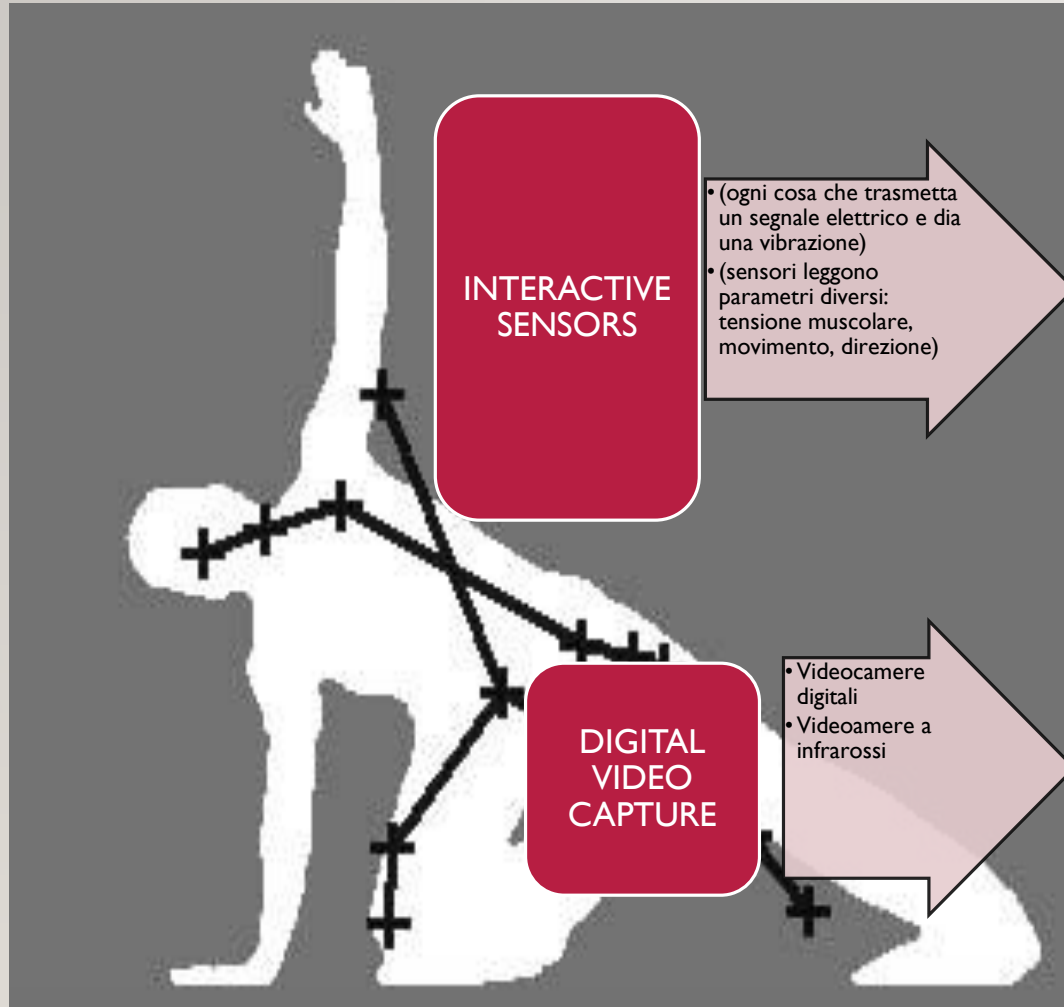 INTERACTIVE
SENSORS
• (ogni cosa che trasmetta
un segnale elettrico e dia
una vibrazione)
• (sensori leggono
parametri diversi:
tensione muscolare,
movimento, direzione)
DIGITAL
VIDEO
CAPTURE
• Videocamere
digitali
• Videoamere a
infrarossi